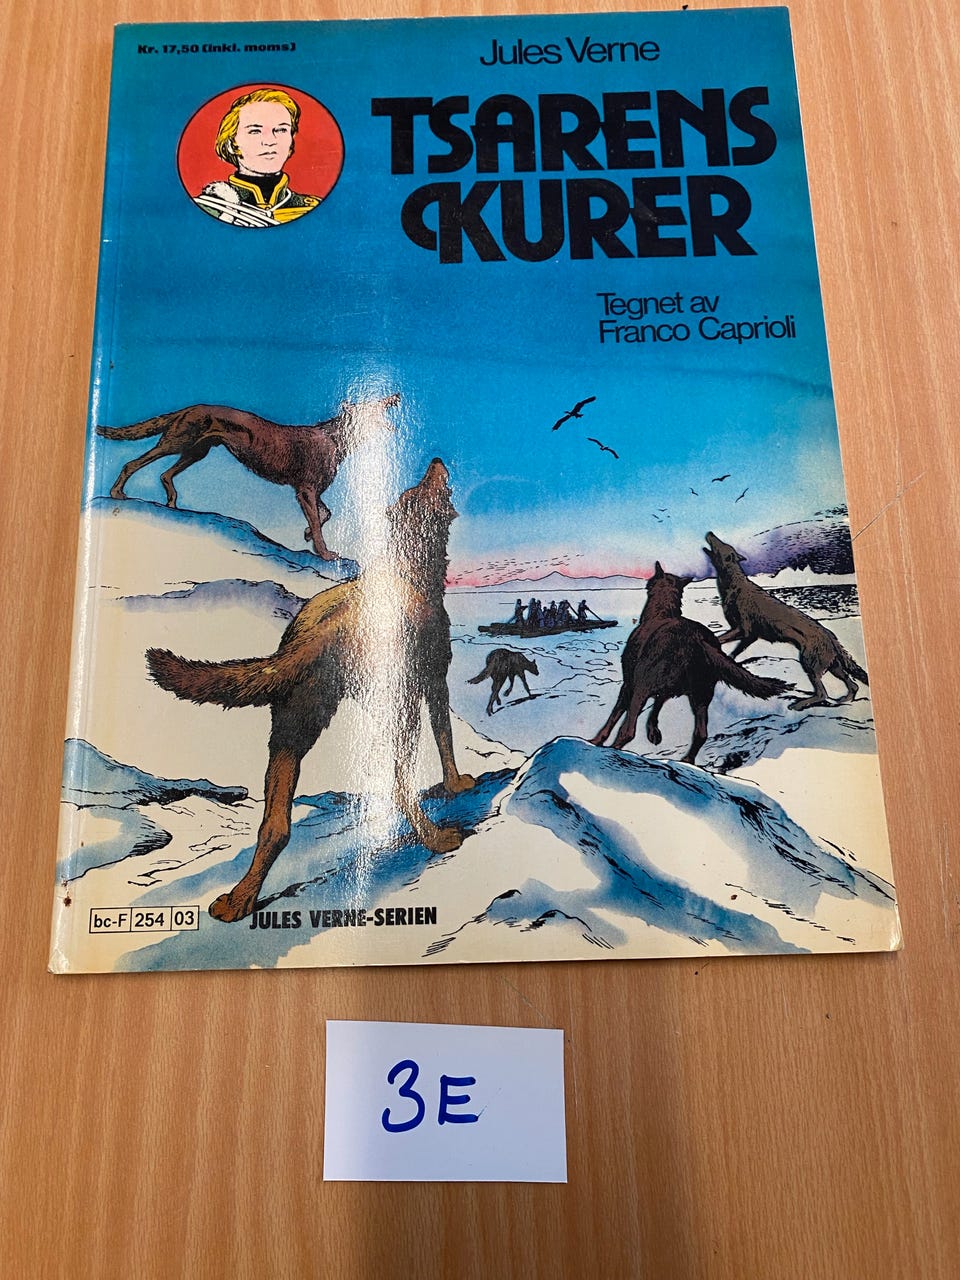 Kr. 17,50 (inkl. moms)
Jules Verne
TSARENS
KURER
Tegnet av
Franco Caprioli
bc-F 254 03
JULES VERNE-SERIEN
3E